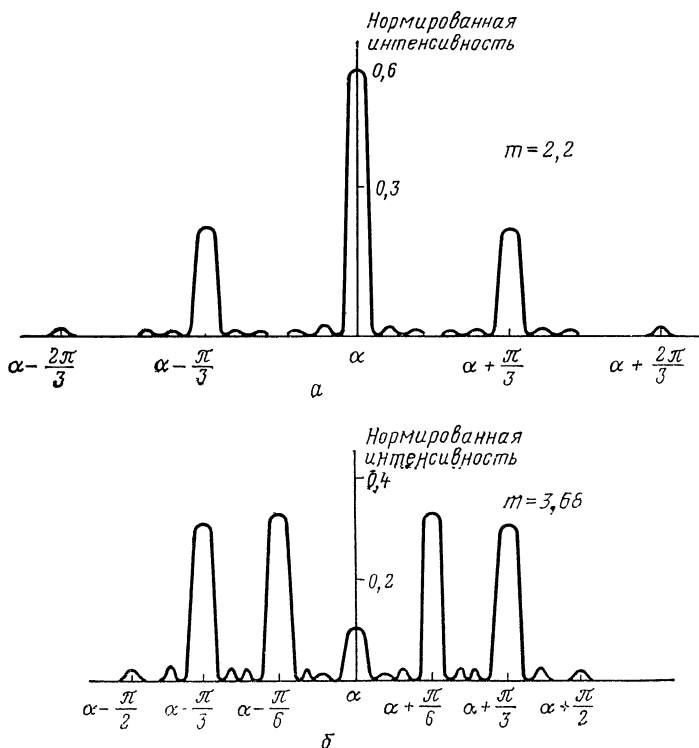 Нормированная
интенсивность
0,6
m=2,2
0,3
α-2π/3 α-π/3 α α+π/3 α+2π/3
а
Нормированная
интенсивность
0,4
m=3,68
0,2
α-π/2 α-π/3 α-π/6 α α+π/6 α+π/3 α+π/2
б